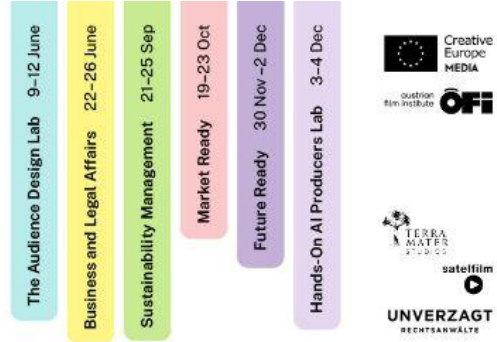 The Audience Design Lab 9–12 June
Business and Legal Affairs 22–26 June
Sustainability Management 21–25 Sep
Market Ready 19–23 Oct
Future Ready 30 Nov –2 Dec
Hands-On AI Producers Lab 3–4 Dec
Creative
Europe
MEDIA
austrian
film institute ÖFi
TERRA
MATER
STUDIOS
satelfilm
UNVERZAGT
RECHTSANWÄLTE